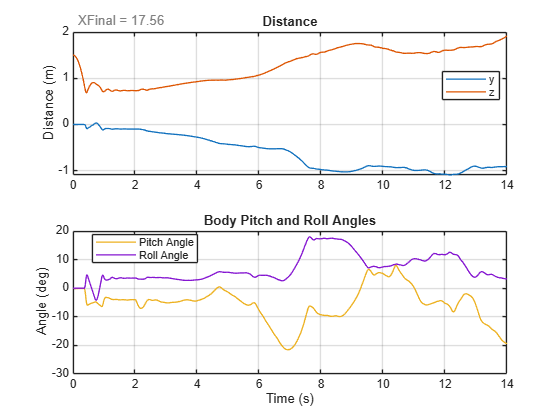 XFinal = 17.56
Distance
Distance (m)
2
1
0
-1
y
z
0
2
4
6
8
10
12
14
Body Pitch and Roll Angles
Angle (deg)
20
10
0
-10
-20
-30
Pitch Angle
Roll Angle
0
2
4
6
8
10
12
14
Time (s)